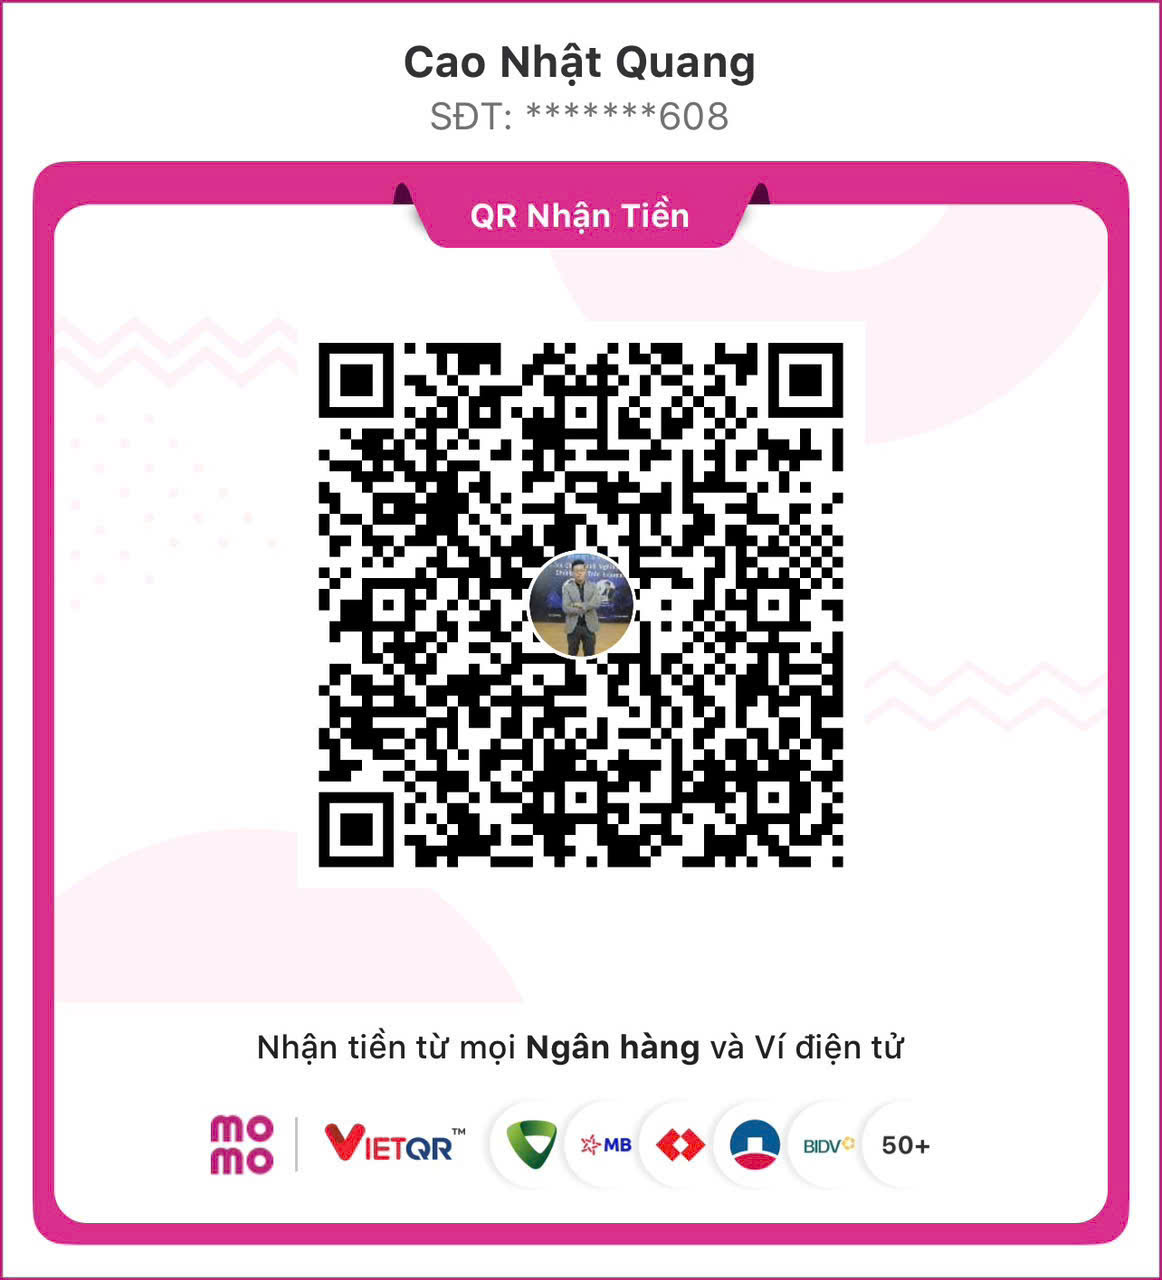 Cao Nhật Quang
SĐT: *******608
QR Nhận Tiền
Nhận tiền từ mọi Ngân hàng và Ví điện tử
mo
mo
VIETQR™
MB
BIDV
50+